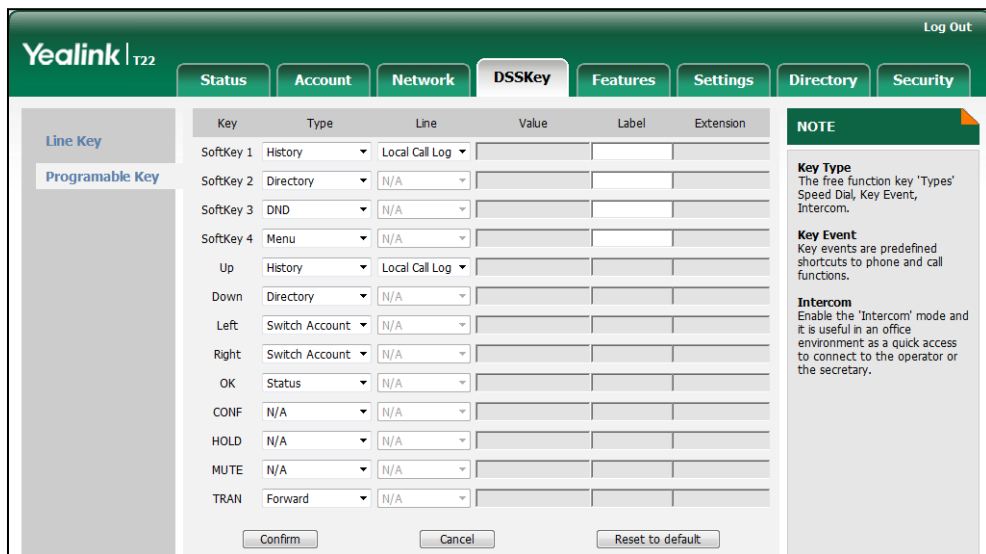 Log Out
Yealink | T22
Status Account Network DSSKey Features Settings Directory Security
Line Key
Programable Key
Key Type Line Value Label Extension
SoftKey 1 History Local Call Log
SoftKey 2 Directory N/A
SoftKey 3 DND N/A
SoftKey 4 Menu N/A
Up History Local Call Log
Down Directory N/A
Left Switch Account N/A
Right Switch Account N/A
OK Status N/A
CONF N/A N/A
HOLD N/A N/A
MUTE N/A N/A
TRAN Forward N/A
Confirm Cancel Reset to default
NOTE
Key Type
The free function key 'Types'
Speed Dial, Key Event,
Intercom.
Key Event
Key events are predefined
shortcuts to phone and call
functions.
Intercom
Enable the 'Intercom' mode and
it is useful in an office
environment as a quick access
to connect to the operator or
the secretary.